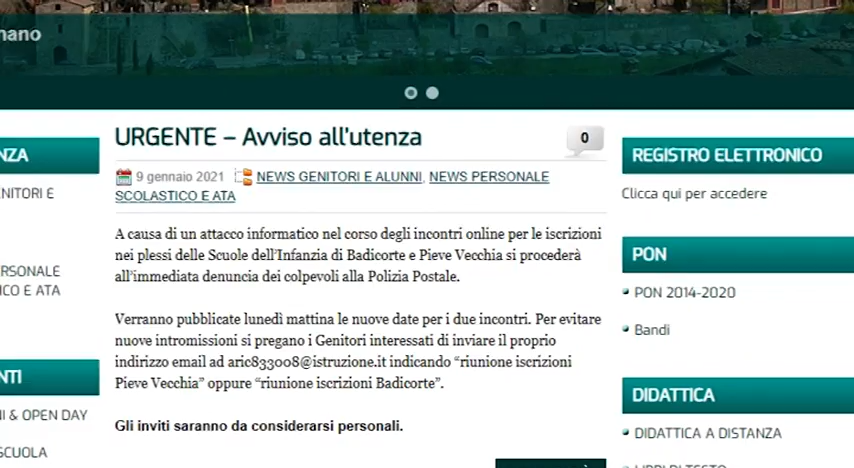 nano
URGENTE – Avviso all'utenza
0
9 gennaio 2021 NEWS GENITORI E ALUNNI, NEWS PERSONALE
SCOLASTICO E ATA
A causa di un attacco informatico nel corso degli incontri online per le iscrizioni
nei plessi delle Scuole dell'Infanzia di Badicorte e Pieve Vecchia si procederà
all'immediata denuncia dei colpevoli alla Polizia Postale.
Verranno pubblicate lunedì mattina le nuove date per i due incontri. Per evitare
nuove intromissioni si pregano i Genitori interessati di inviare il proprio
indirizzo email ad aric833008@istruzione.it indicando “riunione iscrizioni
Pieve Vecchia” oppure “riunione iscrizioni Badicorte”.
Gli inviti saranno da considerarsi personali.
NZA
NITORI E
RSONALE
CO E ATA
NTI
I & OPEN DAY
SCUOLA
REGISTRO ELETTRONICO
Clicca qui per accedere
PON
PON 2014-2020
Bandi
DIDATTICA
DIDATTICA A DISTANZA